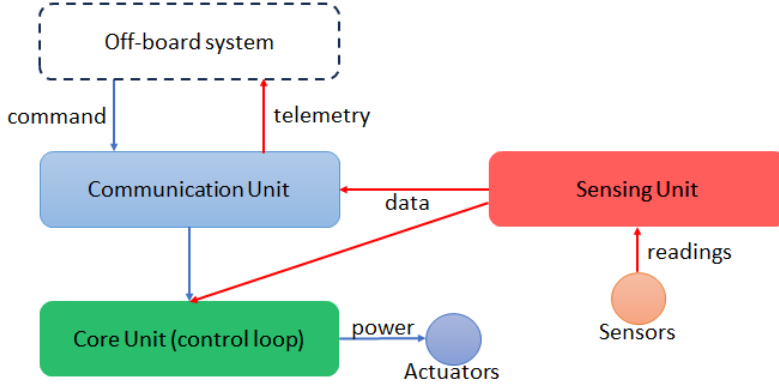 Off-board system
command
telemetry
Communication Unit
Sensing Unit
data
readings
Core Unit (control loop)
power
Sensors
Actuators